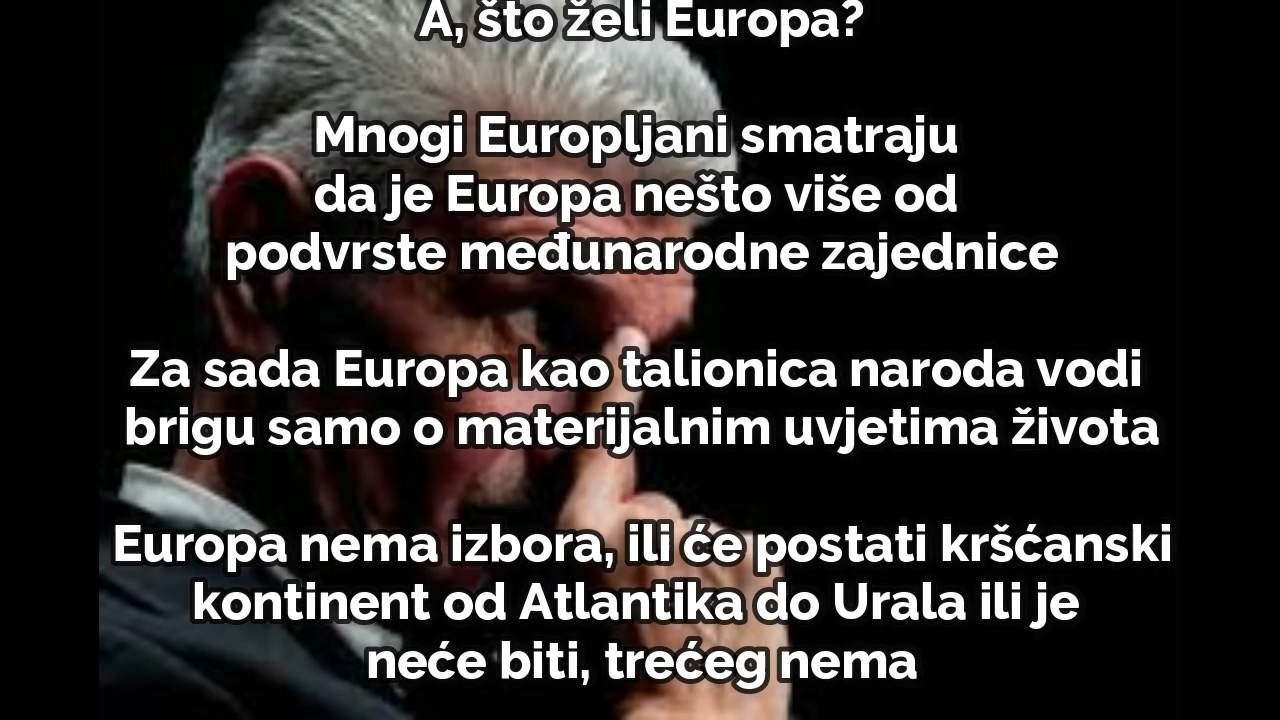 A, što želi Europa?
Mnogi Europljani smatraju
da je Europa nešto više od
podvrste međunarodne zajednice
Za sada Europa kao talionica naroda vodi
brigu samo o materijalnim uvjetima života
Europa nema izbora, ili će postati kršćanski
kontinent od Atlantika do Urala ili je
neće biti, trećeg nema